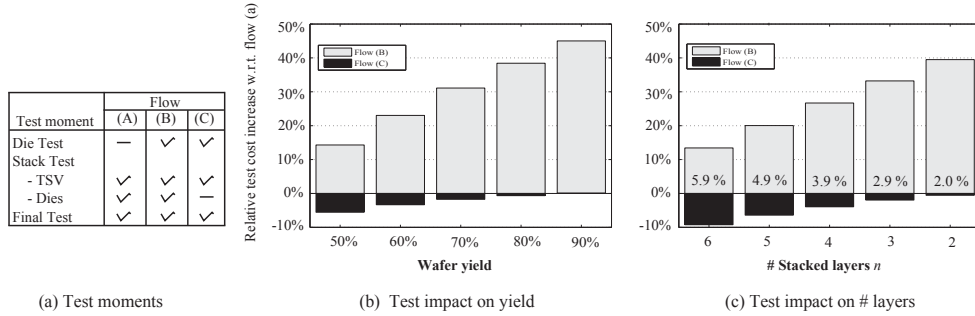 Flow
Test moment (A) (B) (C)
Die Test — ✓ ✓
Stack Test
- TSV ✓ ✓ ✓
- Dies ✓ ✓ —
Final Test ✓ ✓ ✓
(a) Test moments
Relative test cost increase w.r.t. flow (a)
50%
40%
30%
20%
10%
0%
-10%
Flow (B)
Flow (C)
50% 60% 70% 80% 90%
Wafer yield
(b) Test impact on yield
50%
40%
30%
20%
10%
0%
-10%
Flow (B)
Flow (C)
5.9 % 4.9 % 3.9 % 2.9 % 2.0 %
6 5 4 3 2
# Stacked layers n
(c) Test impact on # layers